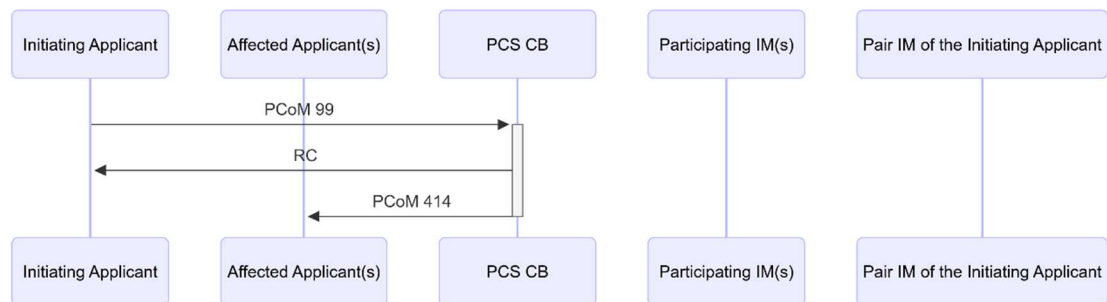 Initiating Applicant
Affected Applicant(s)
PCS CB
Participating IM(s)
Pair IM of the Initiating Applicant
PCoM 99
RC
PCoM 414
Initiating Applicant
Affected Applicant(s)
PCS CB
Participating IM(s)
Pair IM of the Initiating Applicant